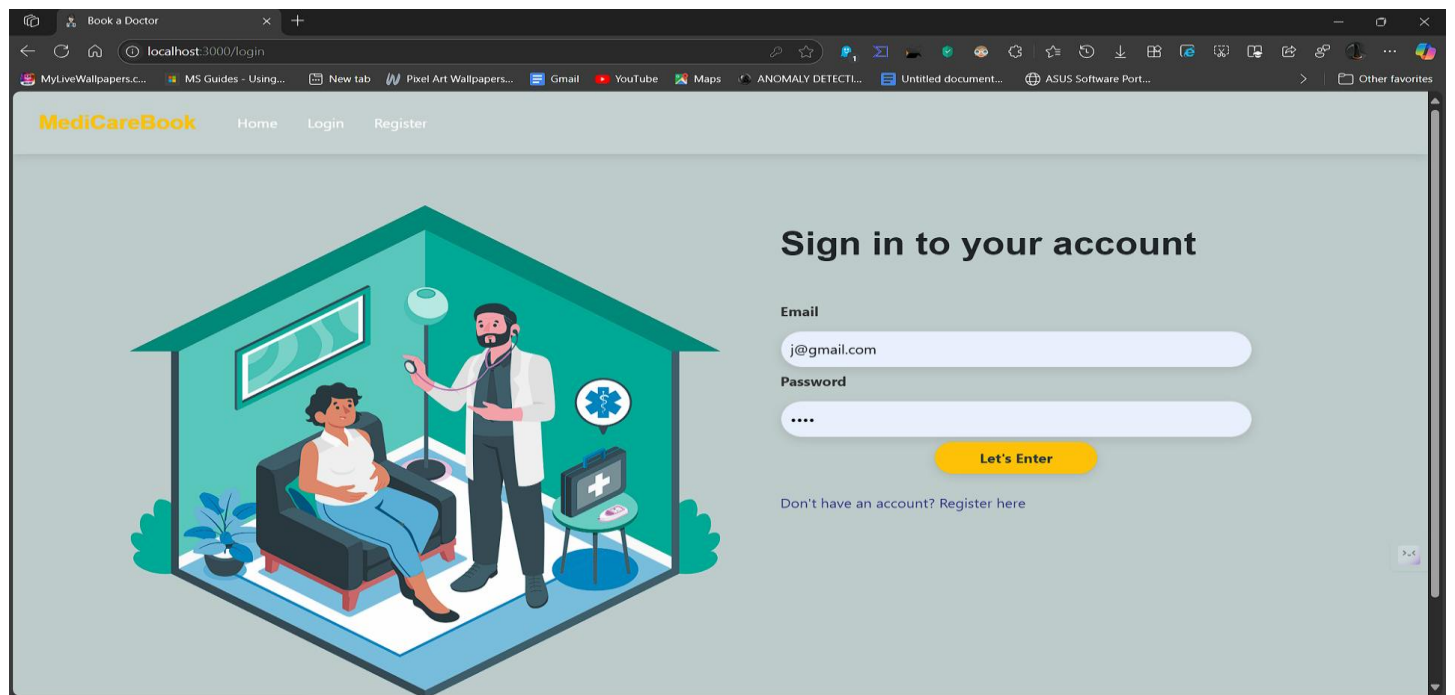 Book a Doctor
localhost:3000/login
1
MyLiveWallpapers.c... MS Guides - Using... New tab Pixel Art Wallpapers... Gmail YouTube Maps ANOMALY DETECTI... Untitled document... ASUS Software Port... Other favorites
MediCareBook Home Login Register
Sign in to your account
Email
j@gmail.com
Password
••••
Let's Enter
Don't have an account? Register here